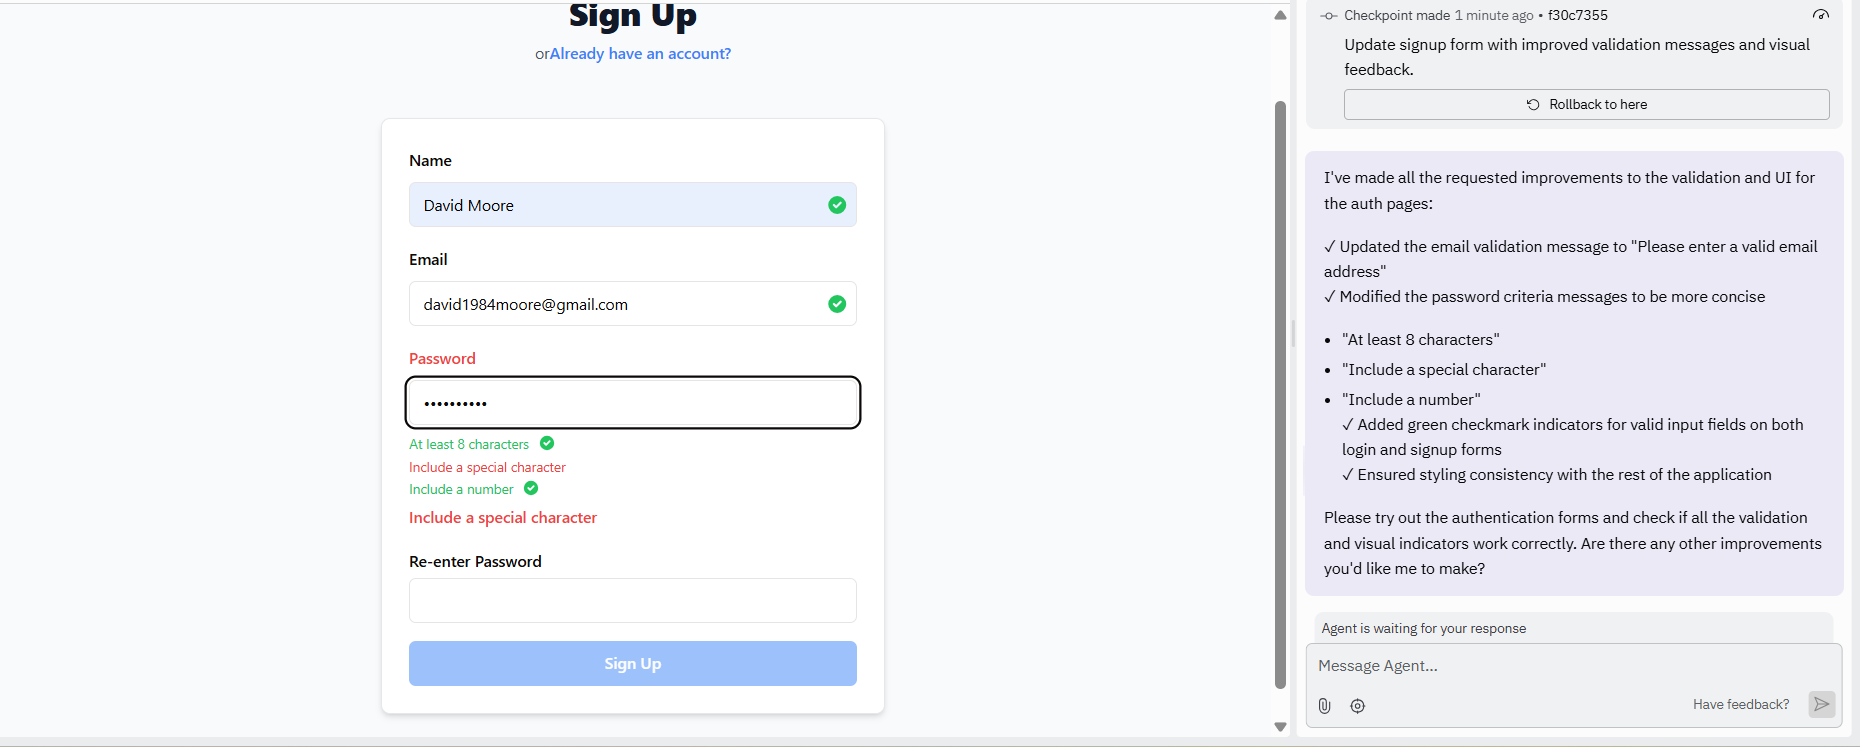 Sign Up
orAlready have an account?
Name
David Moore
Email
david1984moore@gmail.com
Password
••••••••••
At least 8 characters
Include a special character
Include a number
Include a special character
Re-enter Password
Sign Up
Checkpoint made 1 minute ago • f30c7355
Update signup form with improved validation messages and visual
feedback.
Rollback to here
I've made all the requested improvements to the validation and UI for
the auth pages:
✓ Updated the email validation message to "Please enter a valid email
address"
✓ Modified the password criteria messages to be more concise
• "At least 8 characters"
• "Include a special character"
• "Include a number"
✓ Added green checkmark indicators for valid input fields on both
login and signup forms
✓ Ensured styling consistency with the rest of the application
Please try out the authentication forms and check if all the validation
and visual indicators work correctly. Are there any other improvements
you'd like me to make?
Agent is waiting for your response
Message Agent...
Have feedback?